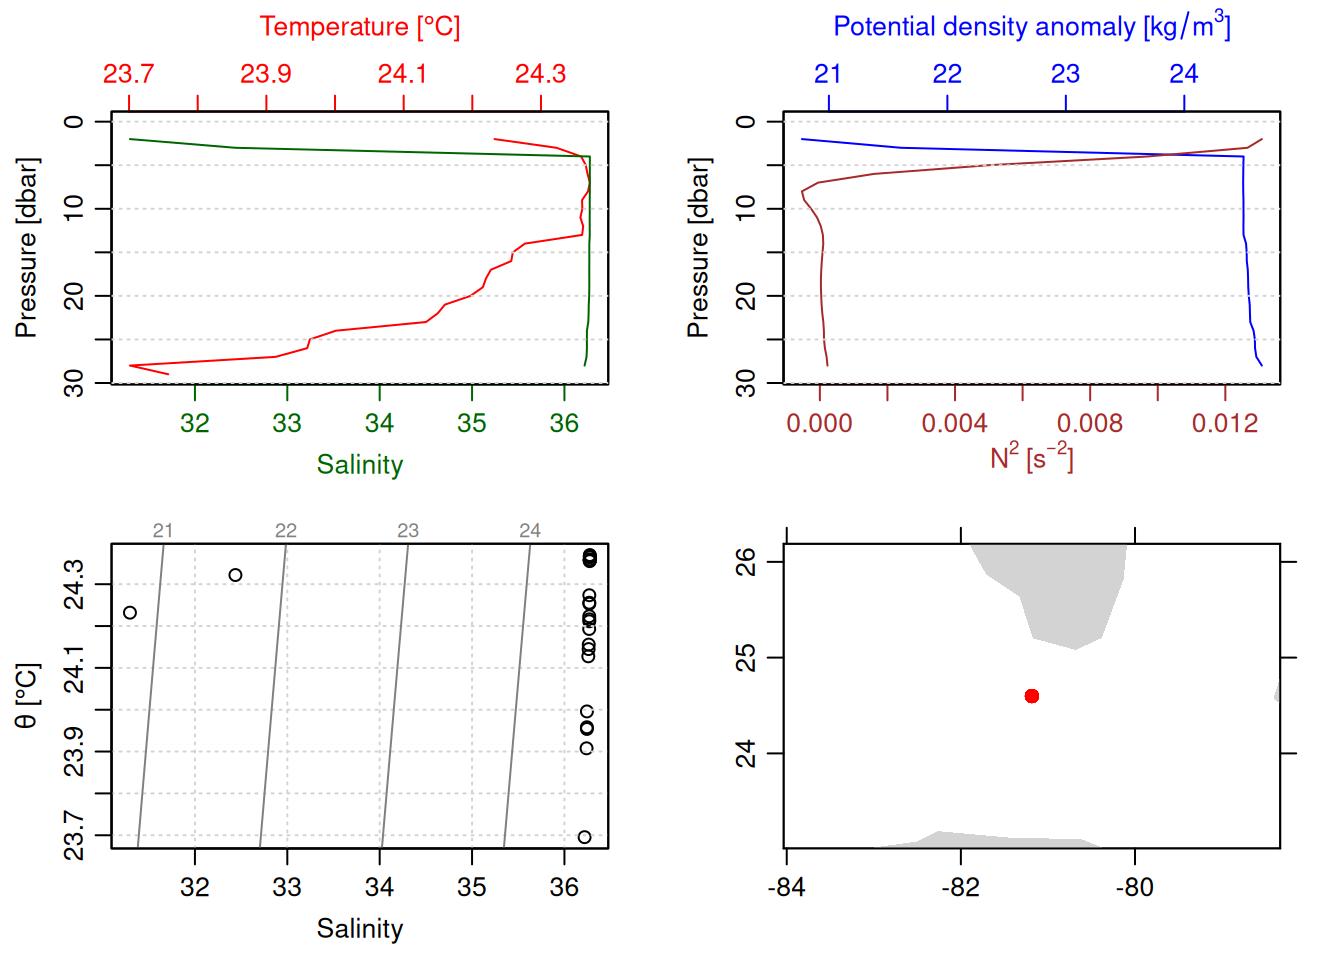 Temperature [°C]
23.7 23.9 24.1 24.3
Pressure [dbar]
0 10 20 30
32 33 34 35 36
Salinity
Potential density anomaly [kg/m³]
21 22 23 24
Pressure [dbar]
0 10 20 30
0.000 0.004 0.008 0.012
N² [s⁻²]
21 22 23 24
θ [°C]
23.7 23.9 24.1 24.3
32 33 34 35 36
Salinity
26
25
24
-84 -82 -80